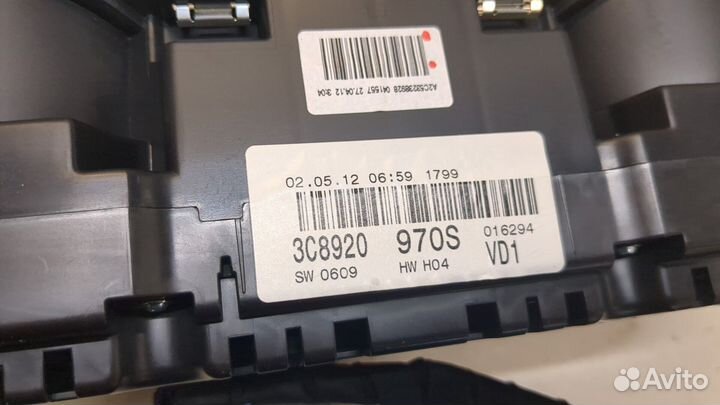 A2C53238928 041557 27.04.12 3:04
02.05.12 06:59 1799
3C8920 970S 016294
SW 0609 HW H04 VD1
Avito